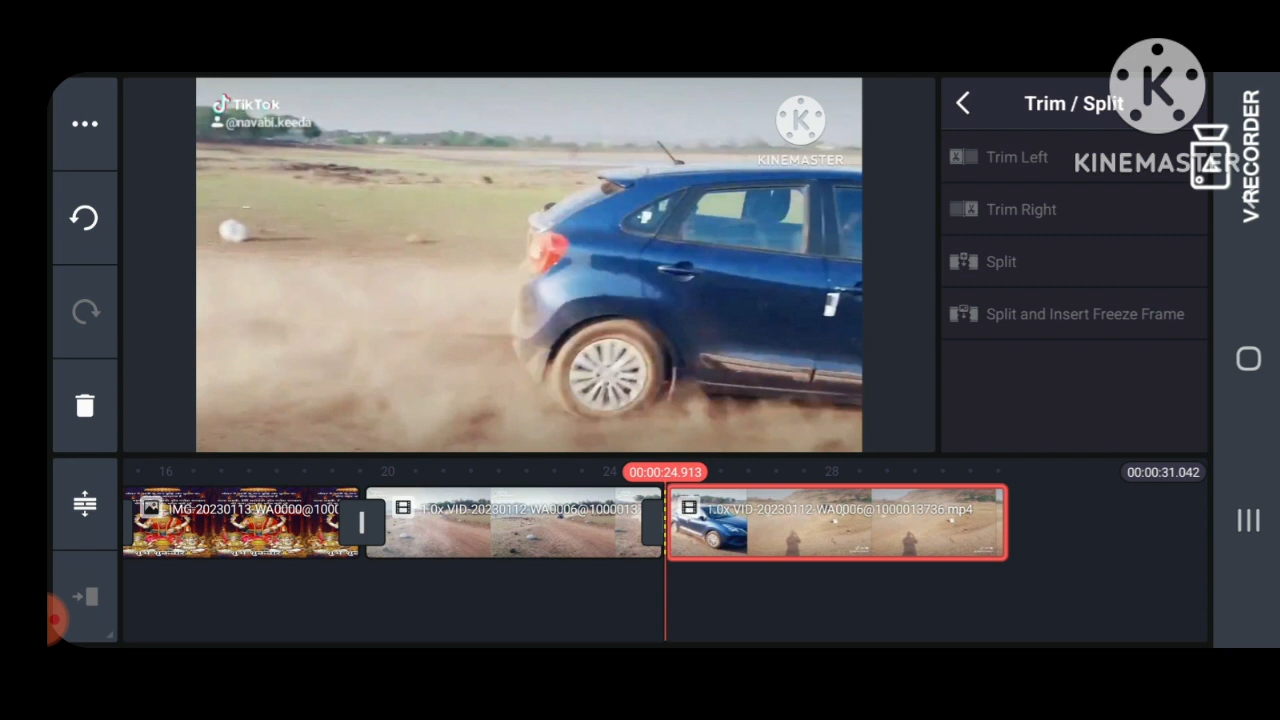 TikTok
@navabi.keeda
KINEMASTER
Trim / Split
Trim Left
Trim Right
Split
Split and Insert Freeze Frame
K
KINEMASTER
V/RECORDER
16
20
24
00:00:24.913
28
00:00:31.042
IMG-20230113-WA0000@100
1.0x VID-20230112-WA0006@1000013
1.0x VID-20230112-WA0006@1000013736.mp4